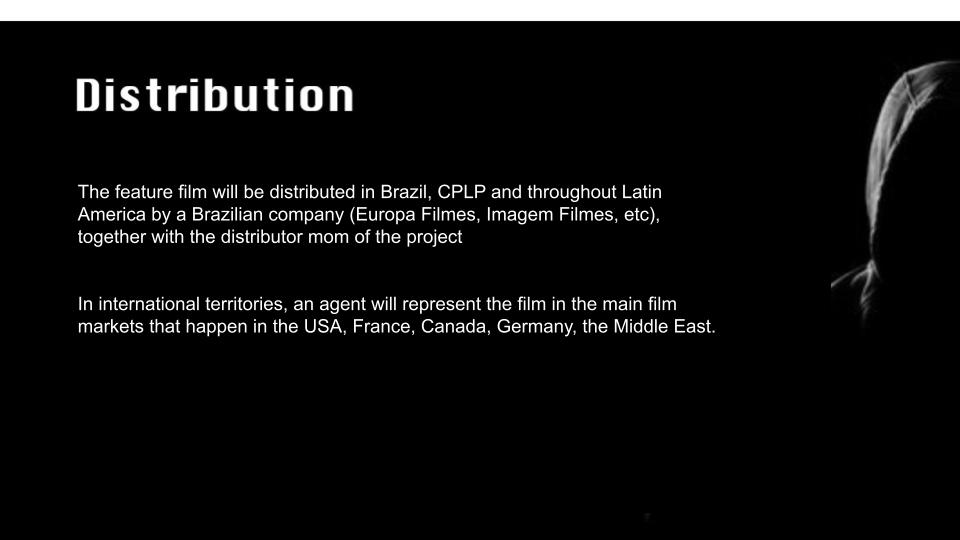 Distribution
The feature film will be distributed in Brazil, CPLP and throughout Latin
America by a Brazilian company (Europa Filmes, Imagem Filmes, etc),
together with the distributor mom of the project
In international territories, an agent will represent the film in the main film
markets that happen in the USA, France, Canada, Germany, the Middle East.